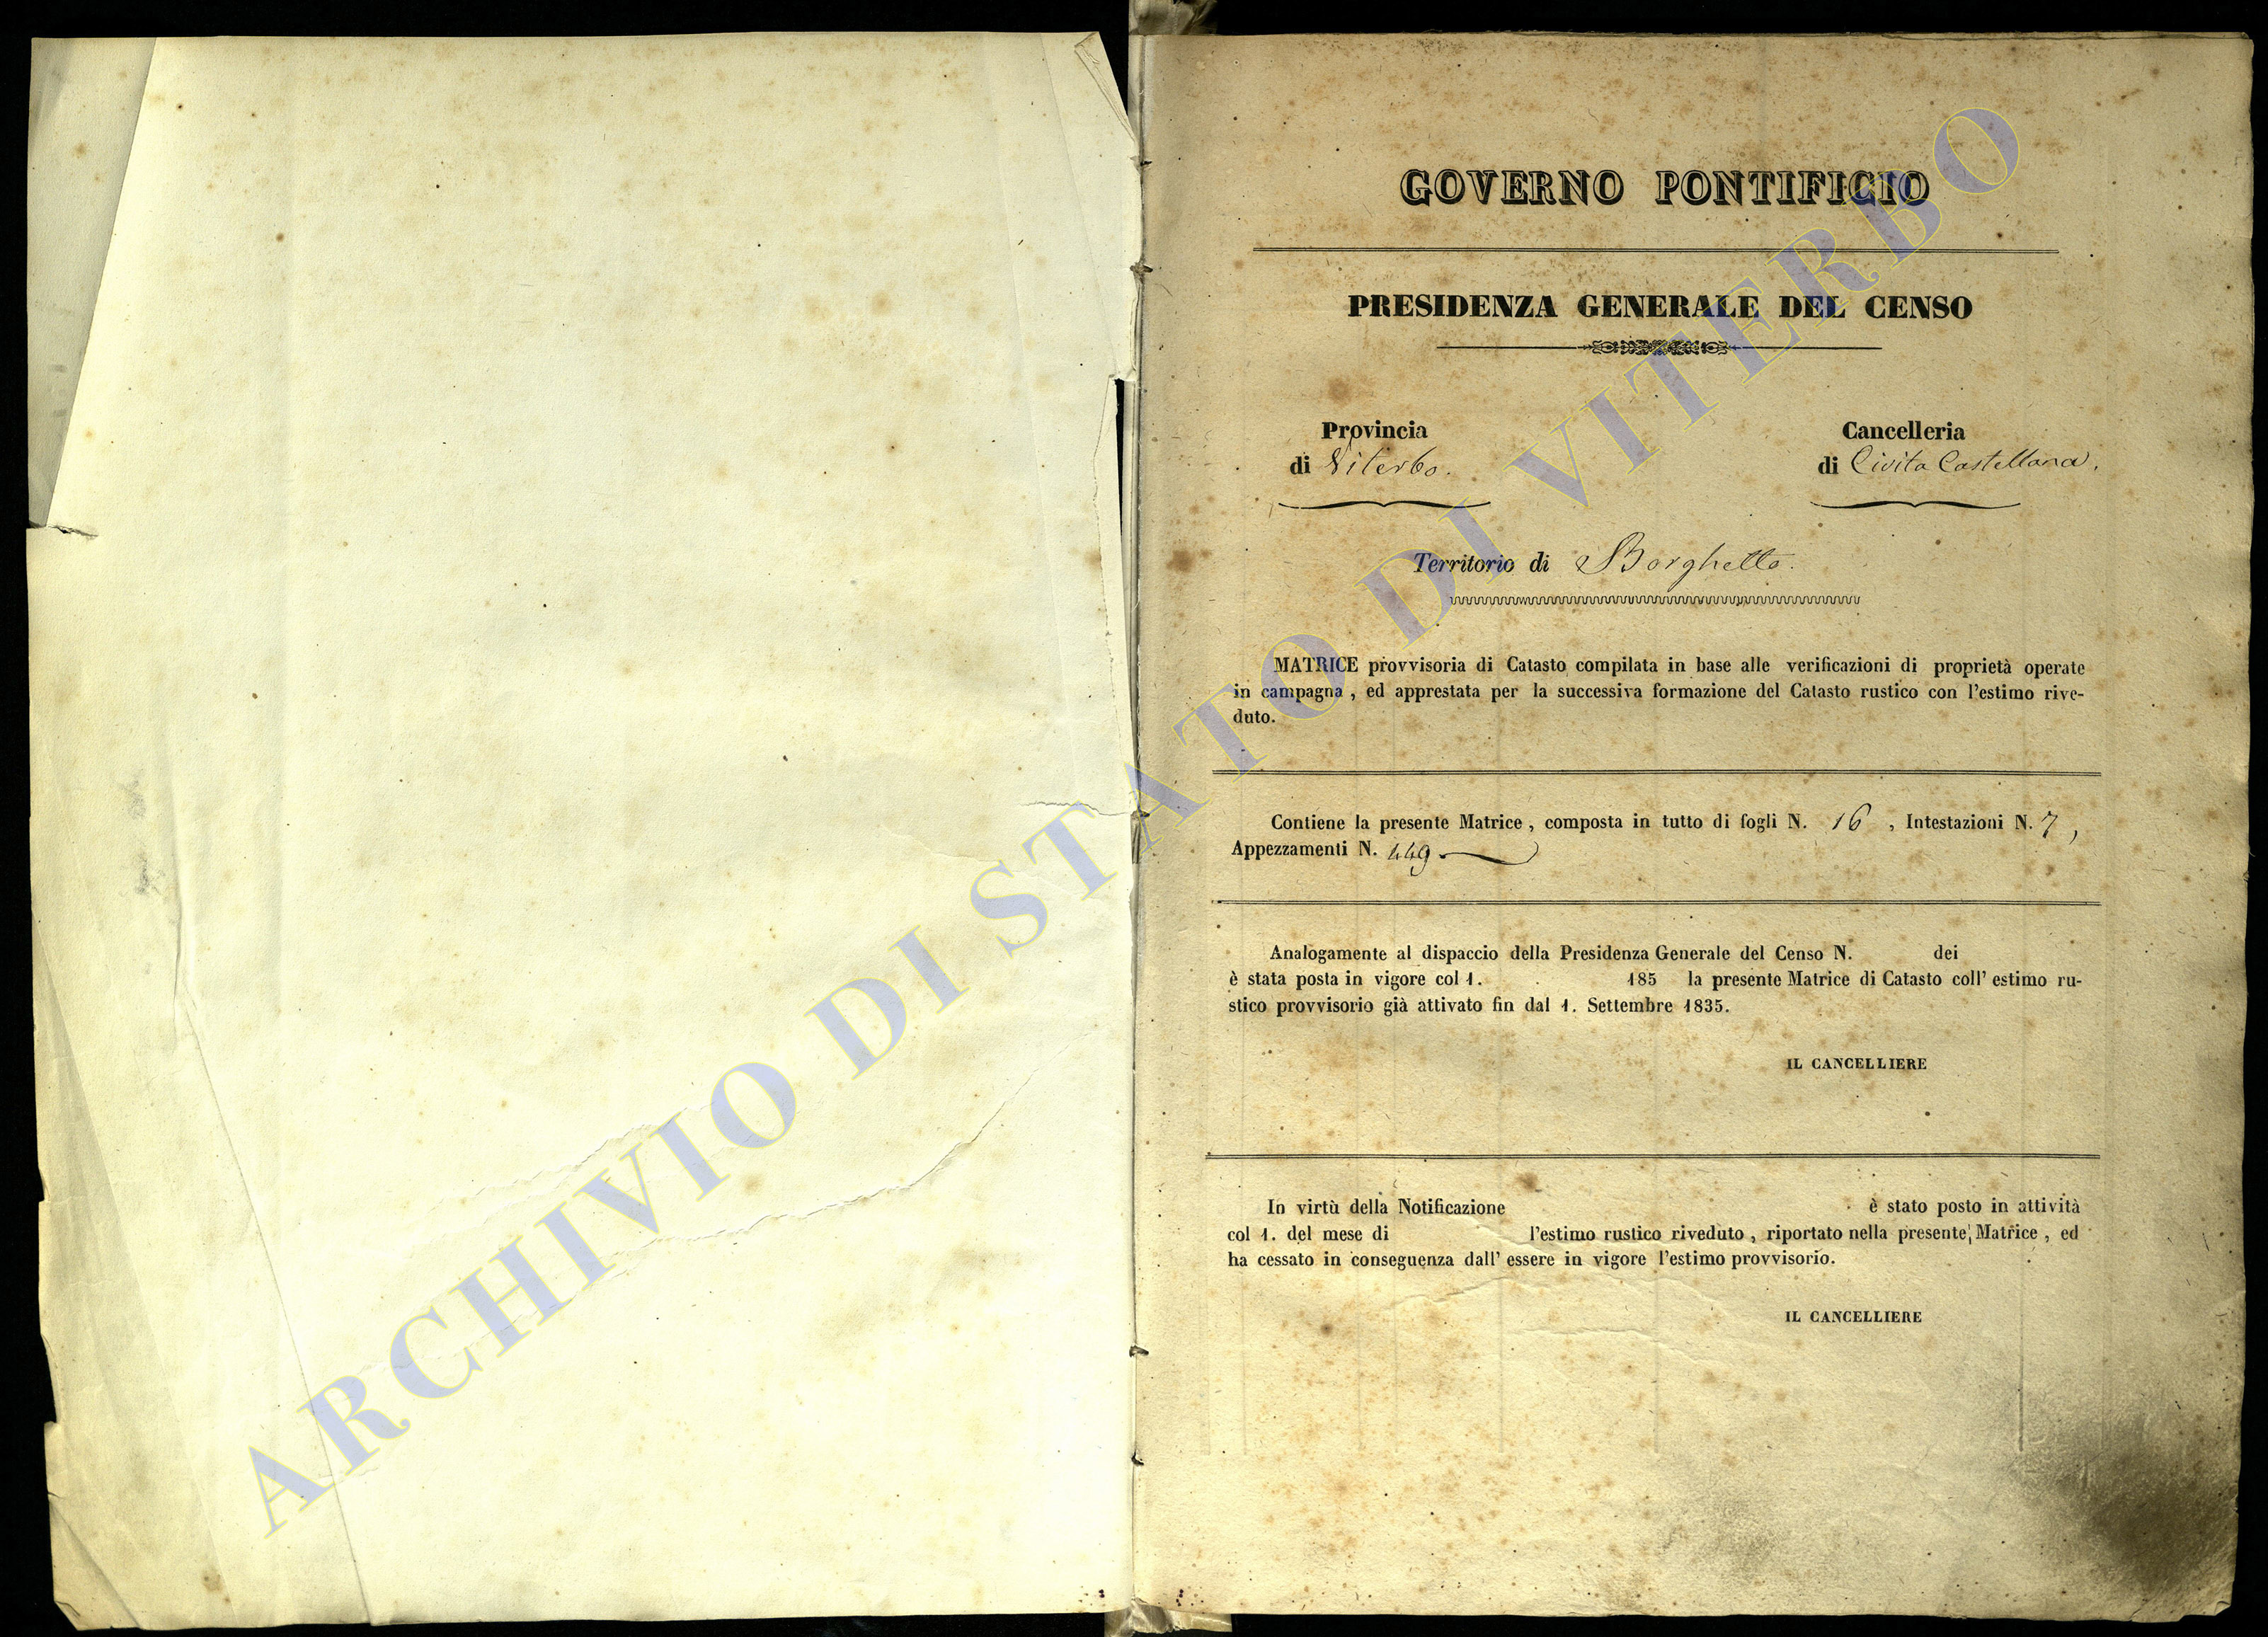 GOVERNO PONTIFICIO
PRESIDENZA GENERALE DEL CENSO
Provincia
di Viterbo.
Cancelleria
di Civita Castellana.
Territorio di Borghetto.
MATRICE provvisoria di Catasto compilata in base alle verificazioni di proprietà operate
in campagna , ed apprestata per la successiva formazione del Catasto rustico con l'estimo rive-
duto.
Contiene la presente Matrice , composta in tutto di fogli N. 16 , Intestazioni N. 7,
Appezzamenti N. 449.
Analogamente al dispaccio della Presidenza Generale del Censo N. dei
è stata posta in vigore col 1. 185 la presente Matrice di Catasto coll' estimo ru-
stico provvisorio già attivato fin dal 1. Settembre 1835.
IL CANCELLIERE
In virtù della Notificazione è stato posto in attività
col 1. del mese di l'estimo rustico riveduto , riportato nella presente Matrice , ed
ha cessato in conseguenza dall' essere in vigore l'estimo provvisorio.
IL CANCELLIERE
ARCHIVIO DI STATO DI VITERBO